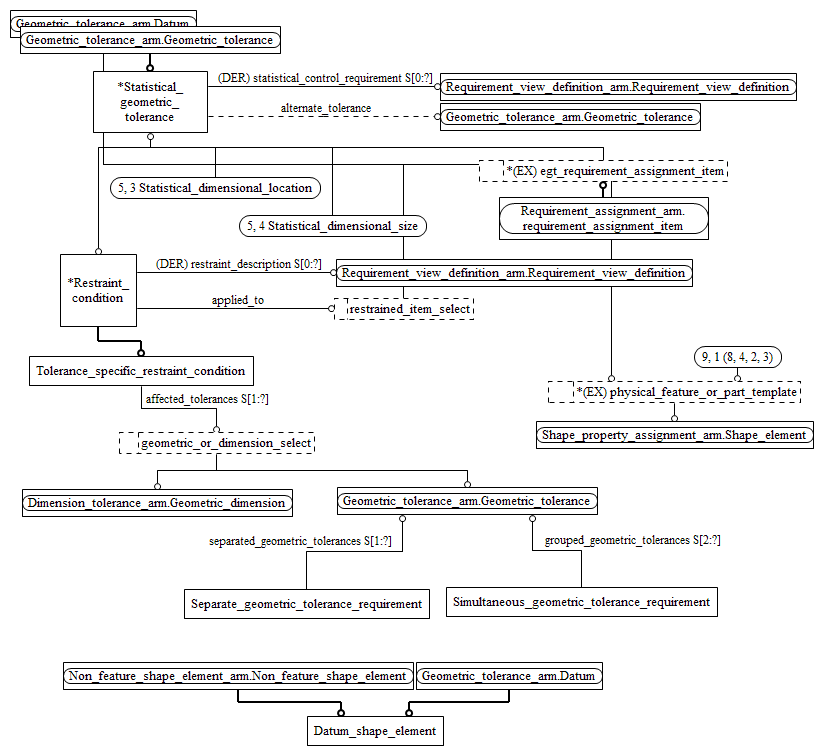 Geometric_tolerance_arm.Datum
Geometric_tolerance_arm.Geometric_tolerance
*Statistical_
geometric_
tolerance
(DER) statistical_control_requirement S[0:?]
Requirement_view_definition_arm.Requirement_view_definition
alternate_tolerance
Geometric_tolerance_arm.Geometric_tolerance
*(EX) egt_requirement_assignment_item
5, 3 Statistical_dimensional_location
5, 4 Statistical_dimensional_size
Requirement_assignment_arm.
requirement_assignment_item
*Restraint_
condition
(DER) restraint_description S[0:?]
Requirement_view_definition_arm.Requirement_view_definition
applied_to
restrained_item_select
9, 1 (8, 4, 2, 3)
Tolerance_specific_restraint_condition
*(EX) physical_feature_or_part_template
affected_tolerances S[1:?]
geometric_or_dimension_select
Shape_property_assignment_arm.Shape_element
Dimension_tolerance_arm.Geometric_dimension
Geometric_tolerance_arm.Geometric_tolerance
separated_geometric_tolerances S[1:?]
grouped_geometric_tolerances S[2:?]
Separate_geometric_tolerance_requirement
Simultaneous_geometric_tolerance_requirement
Non_feature_shape_element_arm.Non_feature_shape_element
Geometric_tolerance_arm.Datum
Datum_shape_element